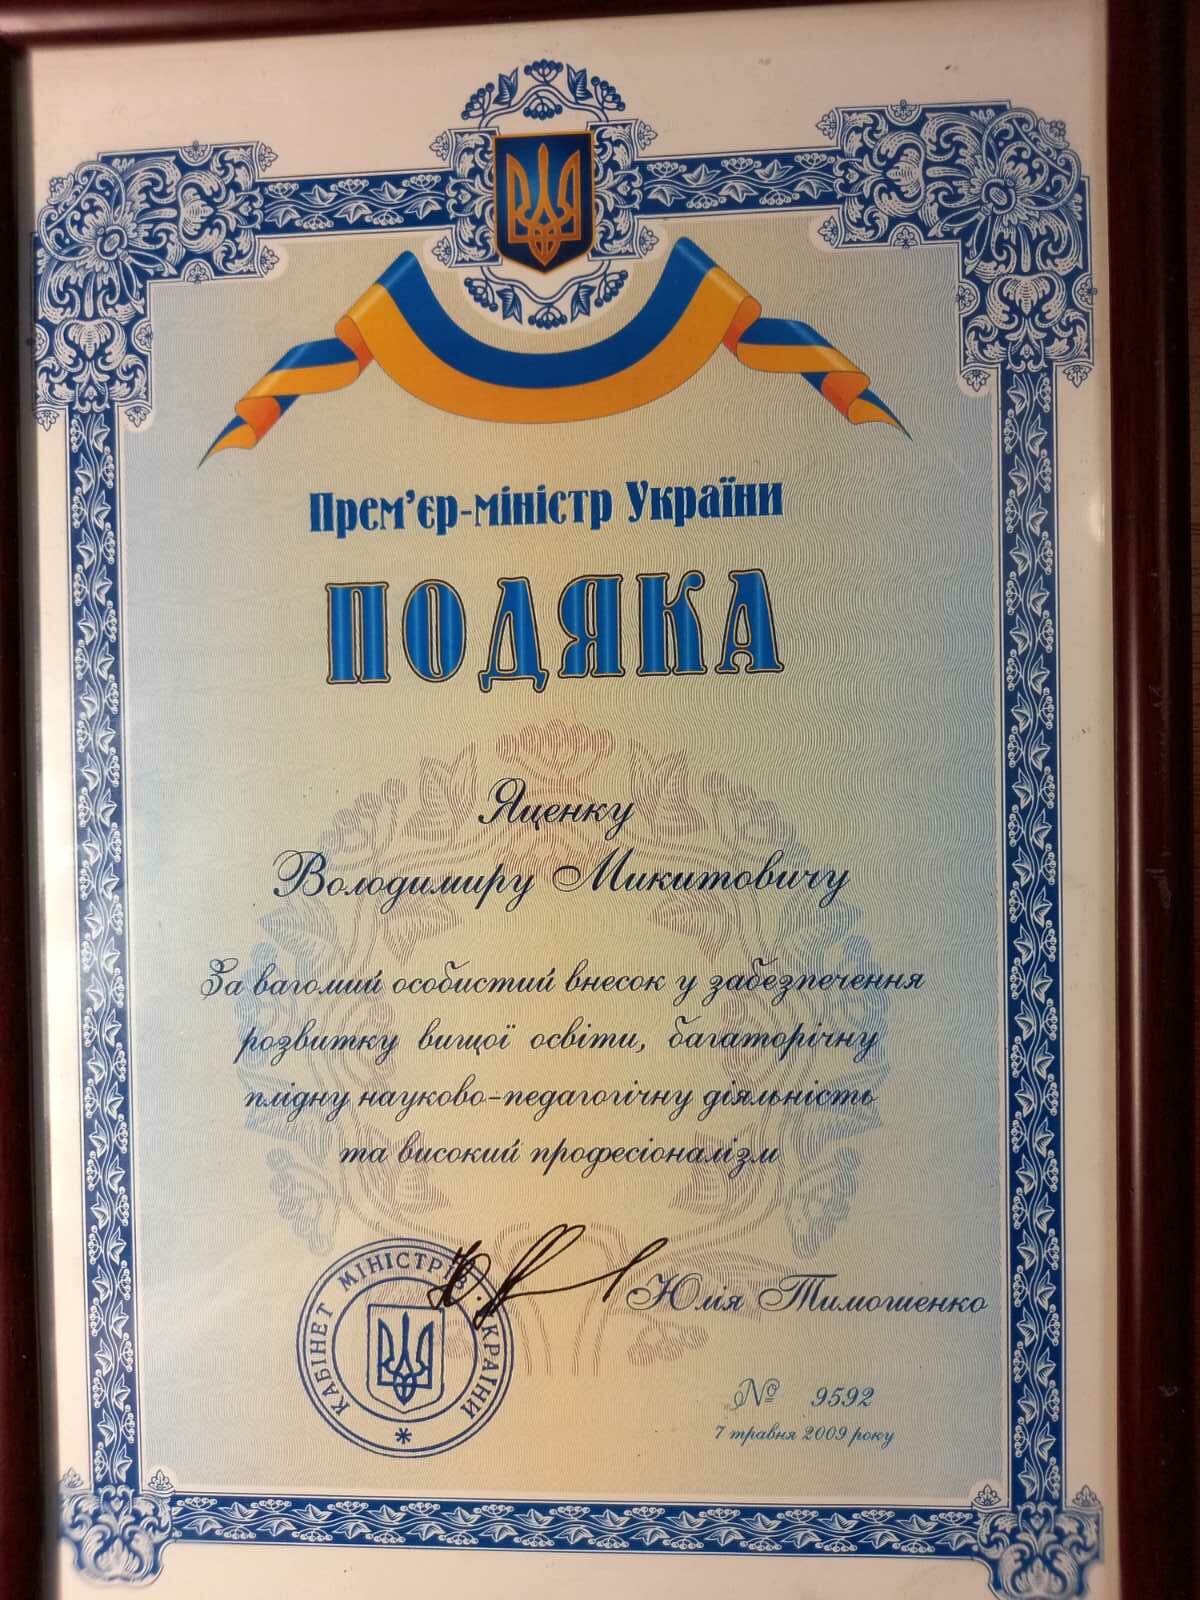 Прем'єр-міністр України
ПОДЯКА
Яценку
Володимиру Микитовичу
За вагомий особистий внесок у забезпечення
розвитку вищої освіти, багаторічну
плідну науково-педагогічну діяльність
та високий професіоналізм
КАБІНЕТ МІНІСТРІВ УКРАЇНИ
Юлія Тимошенко
№ 9592
7 травня 2009 року